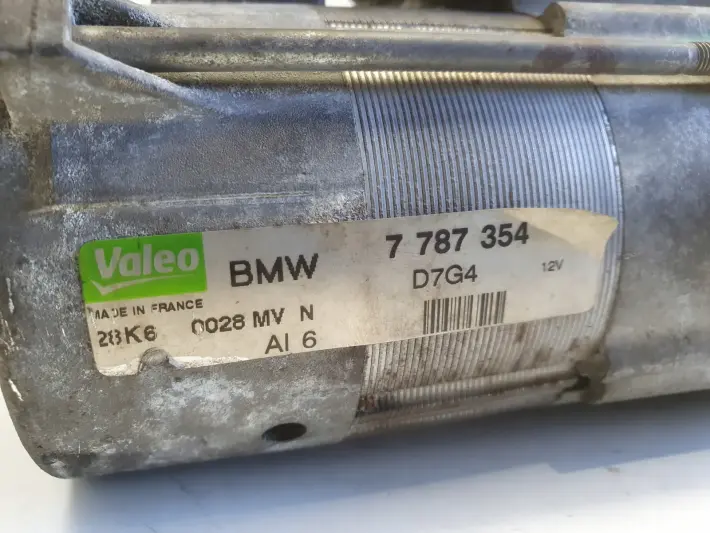 Valeo BMW 7 787 354
D7G4 12V
MADE IN FRANCE
28K6 0028 MV N
AI 6